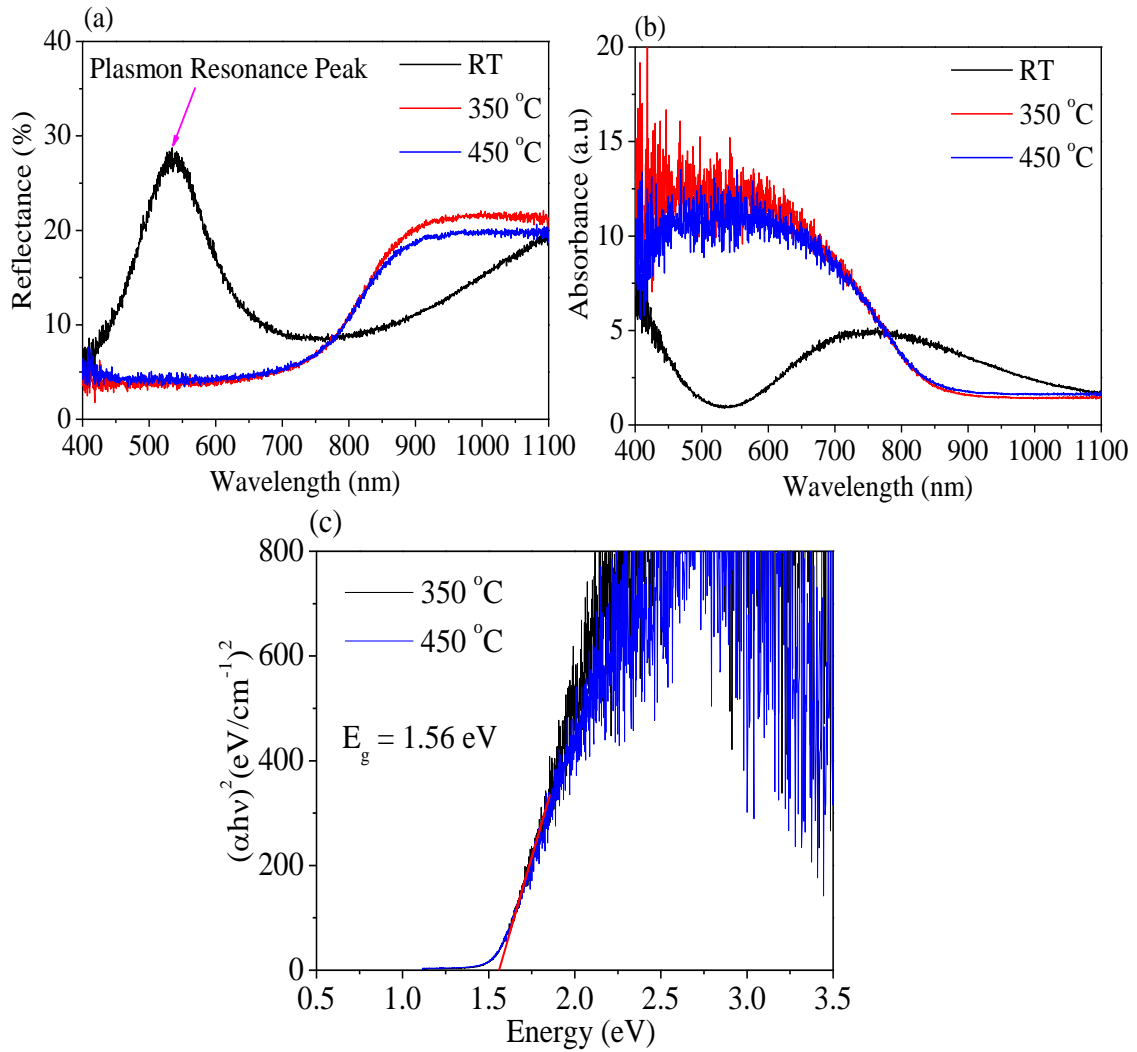 (a)
Plasmon Resonance Peak
RT
350 °C
450 °C
40
30
20
10
0
Reflectance (%)
400 500 600 700 800 900 1000 1100
Wavelength (nm)
(b)
RT
350 °C
450 °C
20
15
10
5
0
Absorbance (a.u)
400 500 600 700 800 900 1000 1100
Wavelength (nm)
(c)
350 °C
450 °C
E_g = 1.56 eV
800
600
400
200
0
(αhν)² (eV/cm⁻¹)²
0.5 1.0 1.5 2.0 2.5 3.0 3.5
Energy (eV)